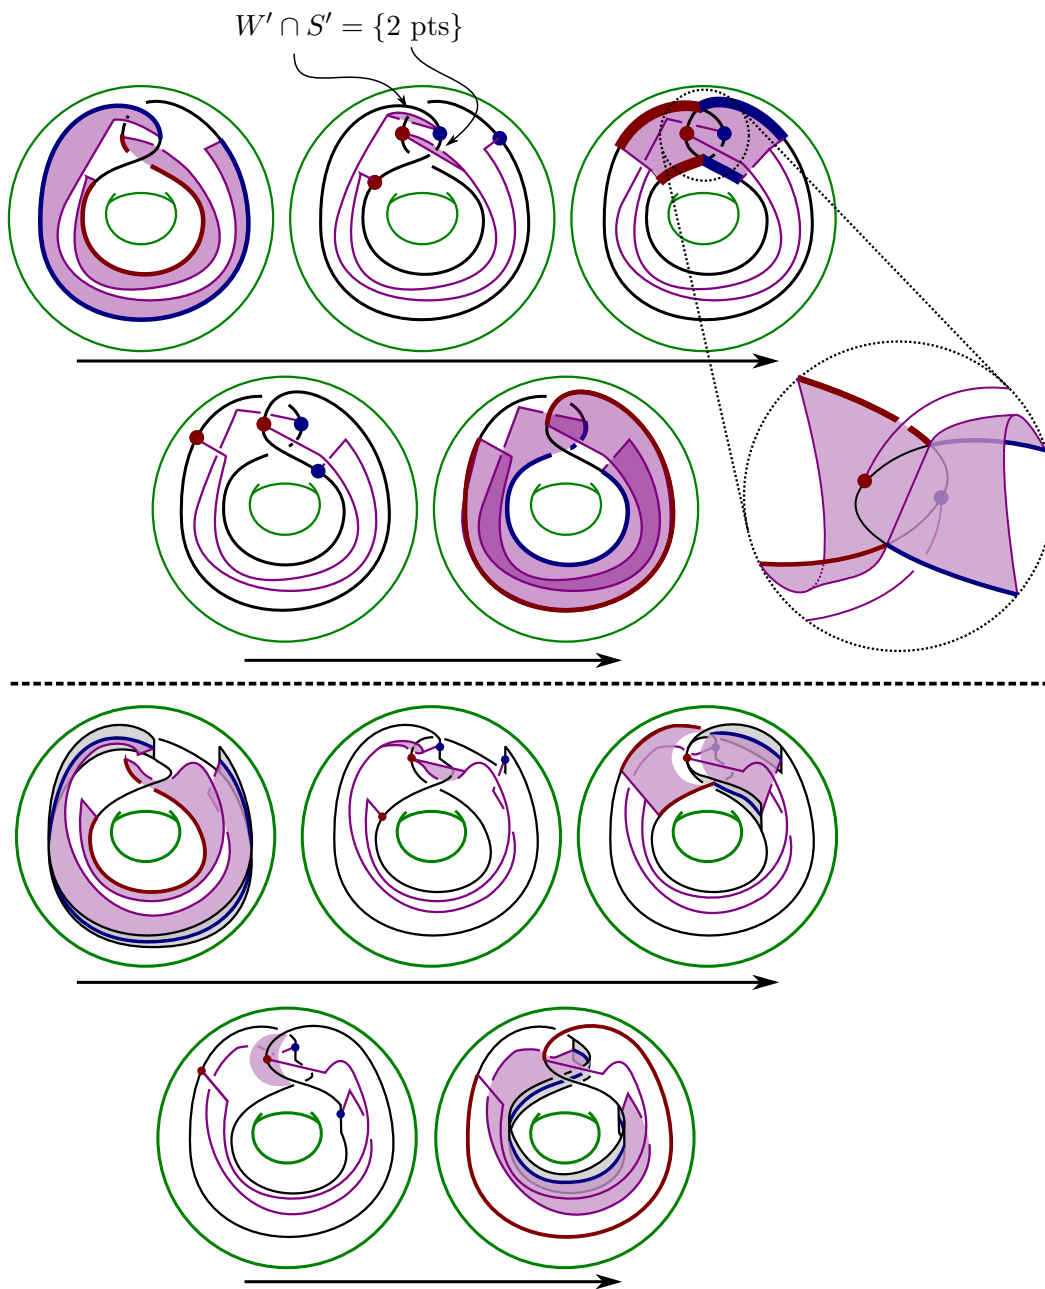 W′ ∩ S′ = {2 pts}